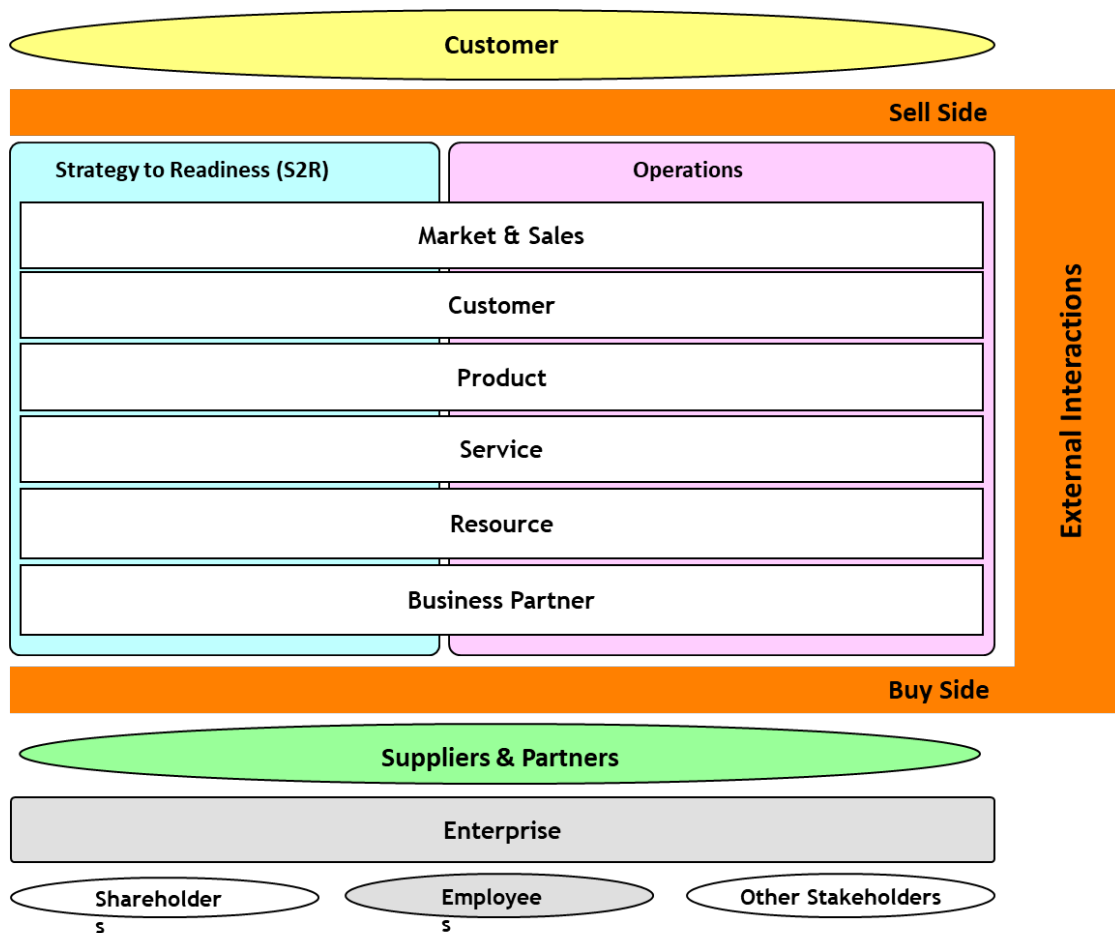 Customer
Sell Side
Strategy to Readiness (S2R)
Operations
Market & Sales
Customer
Product
Service
Resource
Business Partner
External Interactions
Buy Side
Suppliers & Partners
Enterprise
Shareholder
s
Employee
s
Other Stakeholders